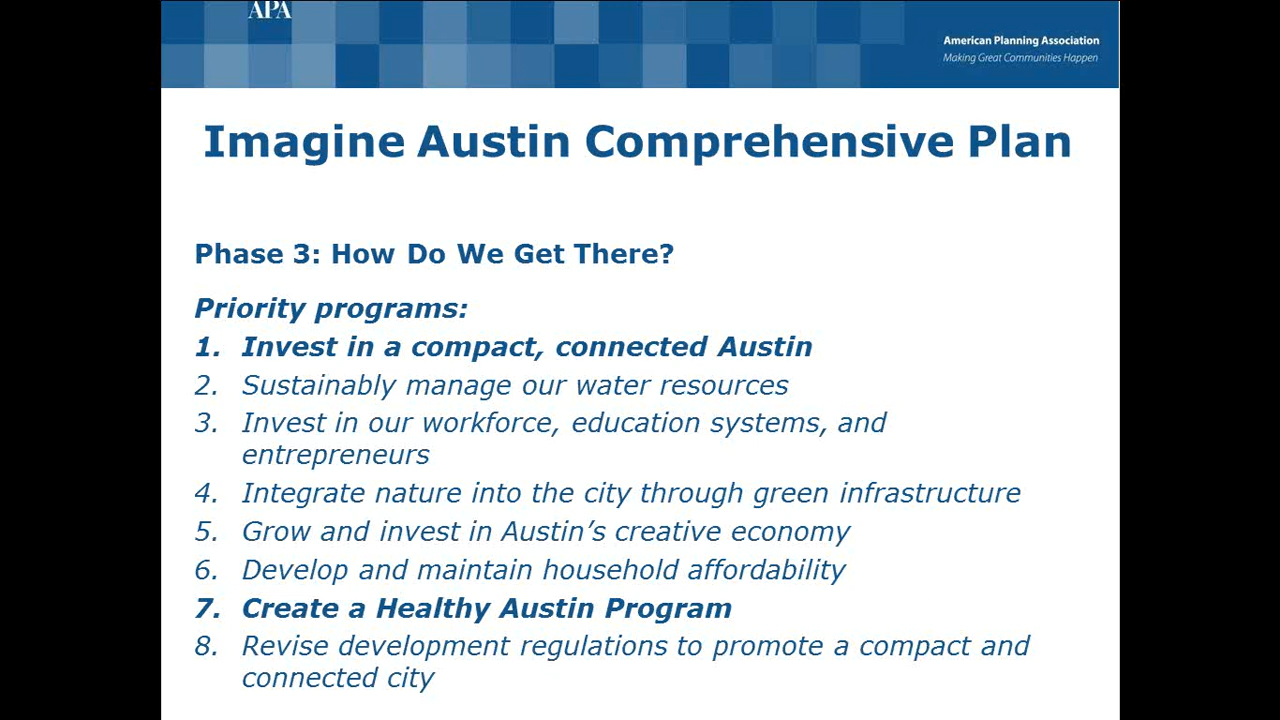 APA
American Planning Association
Making Great Communities Happen
Imagine Austin Comprehensive Plan
Phase 3: How Do We Get There?
Priority programs:
1. Invest in a compact, connected Austin
2. Sustainably manage our water resources
3. Invest in our workforce, education systems, and
entrepreneurs
4. Integrate nature into the city through green infrastructure
5. Grow and invest in Austin’s creative economy
6. Develop and maintain household affordability
7. Create a Healthy Austin Program
8. Revise development regulations to promote a compact and
connected city